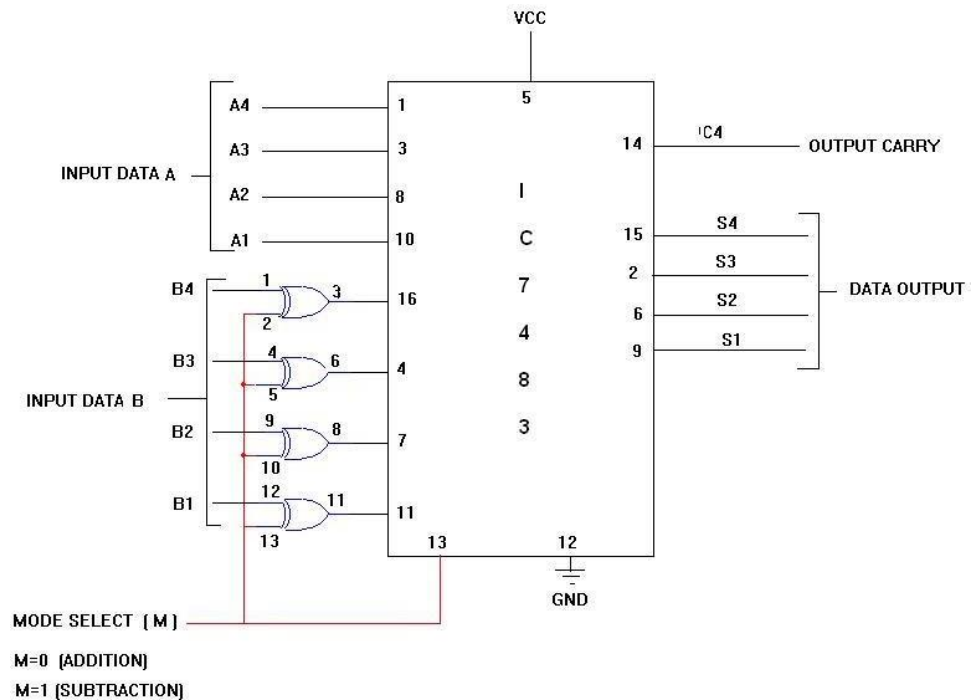 VCC
5
A4
1
A3
3
INPUT DATA A
A2
8
A1
10
14
C4
OUTPUT CARRY
I
C
7
4
8
3
15
S4
2
S3
DATA OUTPUT
6
S2
9
S1
B4
1
2
3
16
B3
4
5
6
4
INPUT DATA B
B2
9
10
8
7
B1
12
13
11
11
13
12
GND
MODE SELECT ( M )
M=0 (ADDITION)
M=1 (SUBTRACTION)